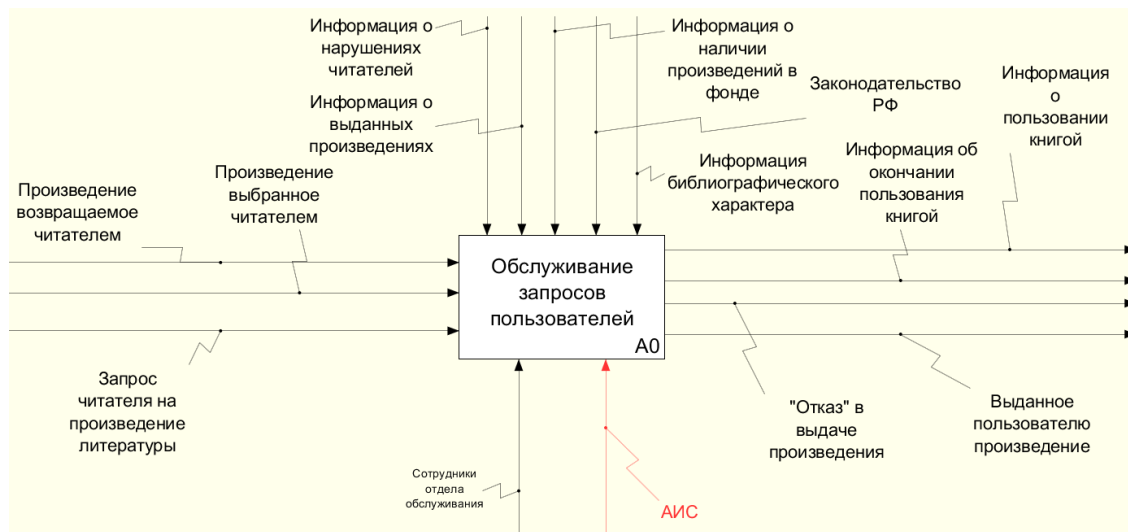 Информация о
нарушениях
читателей
Информация о
наличии
произведений в
фонде
Законодательство
РФ
Информация
о
пользовании
книгой
Информация о
выданных
произведениях
Информация
библиографического
характера
Информация об
окончании
пользования
книгой
Произведение
возвращаемое
читателем
Произведение
выбранное
читателем
Обслуживание
запросов
пользователей
A0
Запрос
читателя на
произведение
литературы
"Отказ" в
выдаче
произведения
Выданное
пользователю
произведение
Сотрудники
отдела
обслуживания
АИС